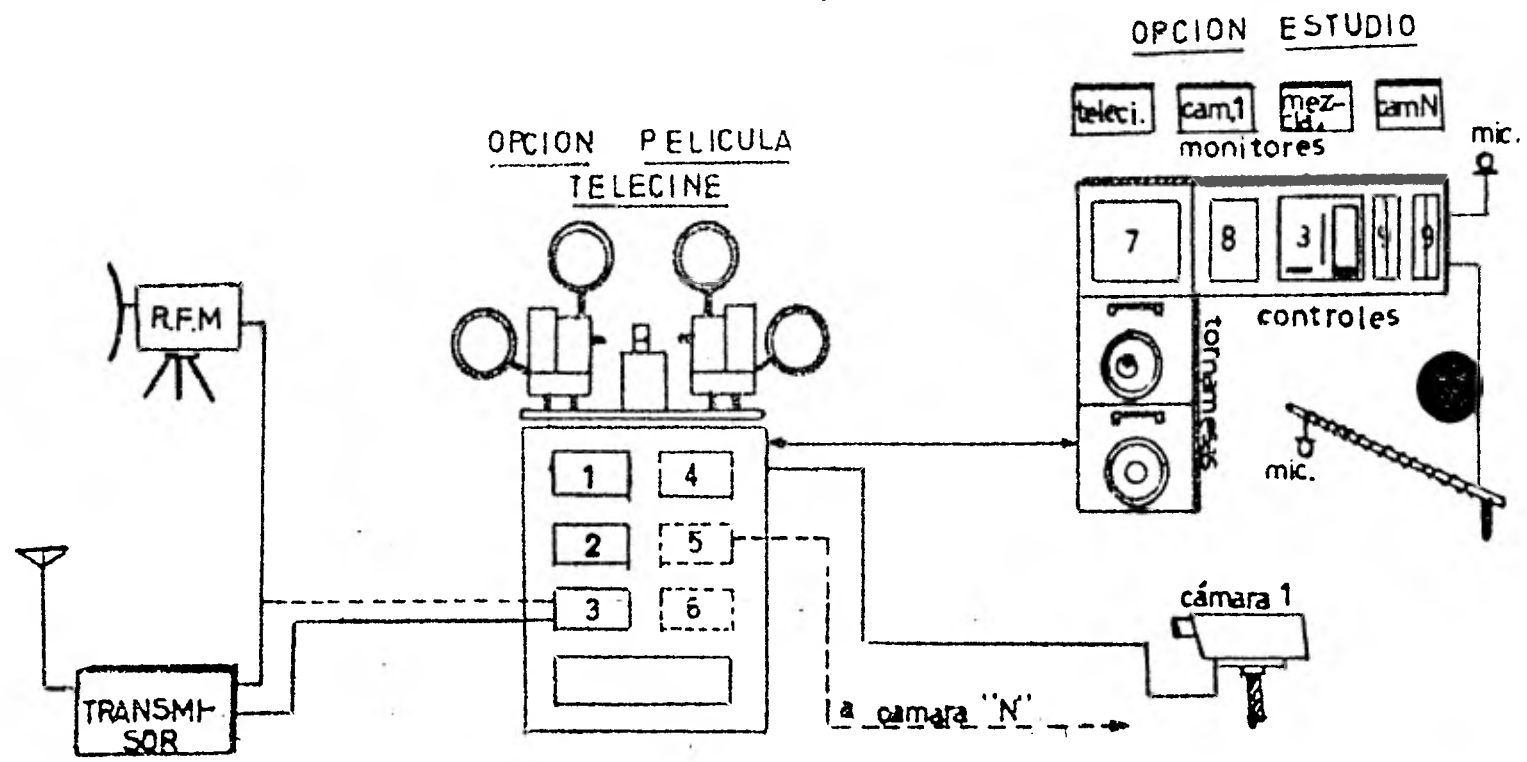 OPCION ESTUDIO
teleci.
cam.1
mez-
cam N
monitores
mic.
OPCION PELICULA
TELECINE
7
8
3
9
controles
tornamesas
R.F.M
mic.
1
4
2
5
3
6
cámara 1
a camara "N"
TRANSMI-
SOR